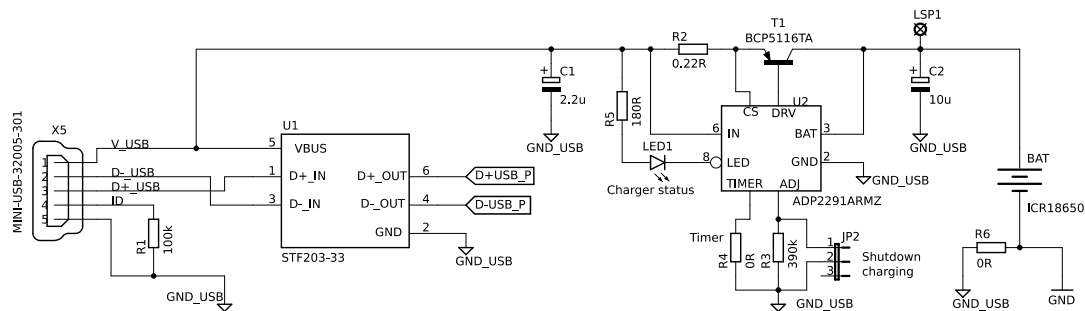 LSP1
T1
BCP5116TA
R2
0.22R
+
C1
2.2u
GND_USB
+
C2
10u
GND_USB
R5
180R
U2
CS
DRV
6
IN
BAT
3
LED1
8
LED
GND
2
GND_USB
Charger status
TIMER
ADJ
ADP2291ARMZ
Timer
R4
0R
R3
390k
1
2
3
JP2
Shutdown
charging
GND_USB
BAT
ICR18650
R6
0R
GND_USB
GND
MINI-USB-32005-301
X5
1
2
3
4
5
V_USB
D-_USB
D+_USB
ID
R1
100k
GND_USB
U1
5
VBUS
1
D+_IN
D+_OUT
6
D+USB_P
3
D-_IN
D-_OUT
4
D-USB_P
GND
2
GND_USB
STF203-33